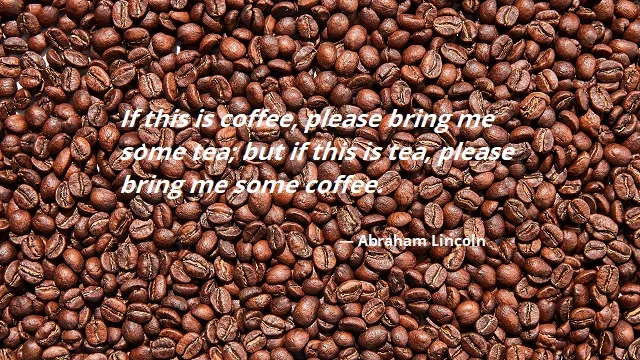 If this is coffee, please bring me
some tea; but if this is tea, please
bring me some coffee.
— Abraham Lincoln